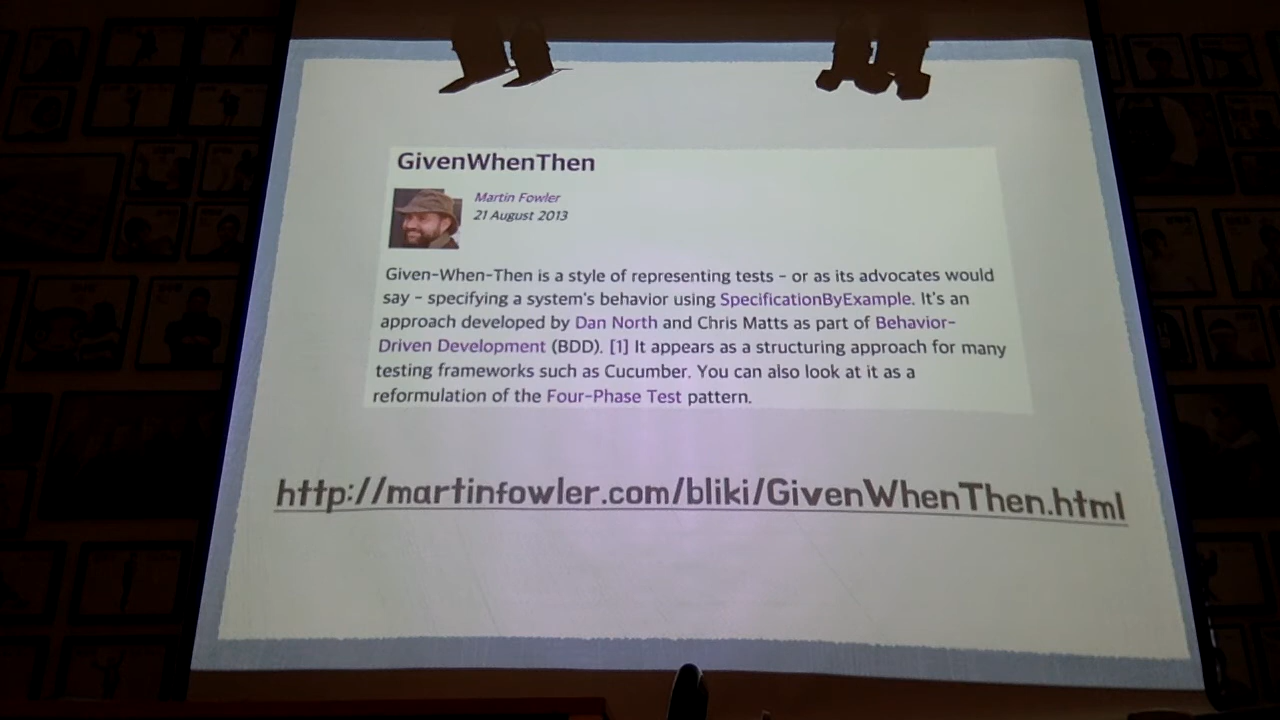 GivenWhenThen
Martin Fowler
21 August 2013
Given-When-Then is a style of representing tests - or as its advocates would
say - specifying a system's behavior using SpecificationByExample. It's an
approach developed by Dan North and Chris Matts as part of Behavior-
Driven Development (BDD). [1] It appears as a structuring approach for many
testing frameworks such as Cucumber. You can also look at it as a
reformulation of the Four-Phase Test pattern.
http://martinfowler.com/bliki/GivenWhenThen.html